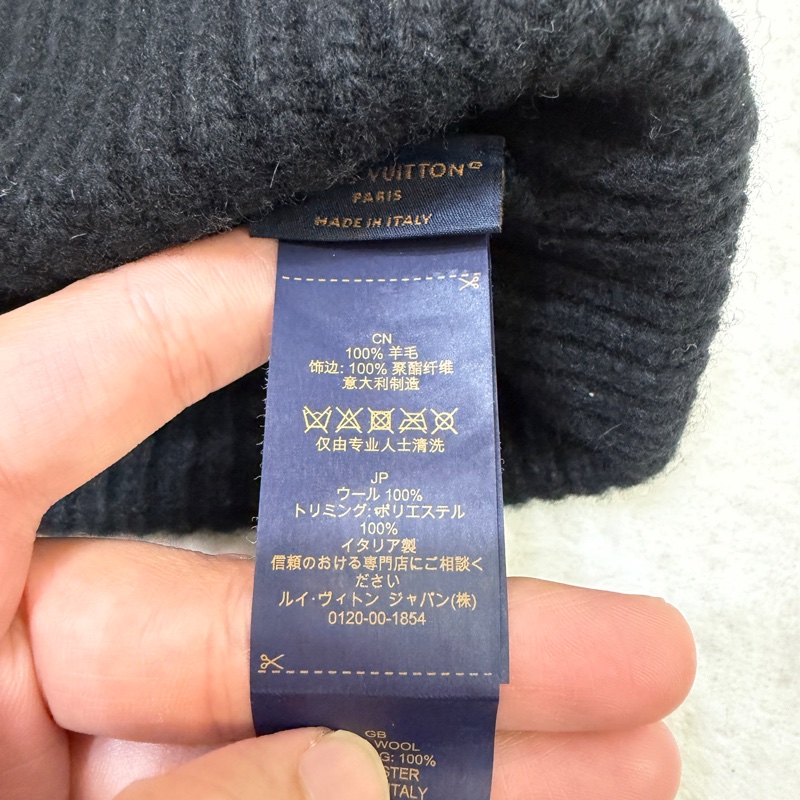 VUITTON
PARIS
MADE IN ITALY
CN
100% 羊毛
饰边: 100% 聚酯纤维
意大利制造
仅由专业人士清洗
JP
ウール 100%
トリミング: ポリエステル
100%
イタリア製
信頼のおける専門店にご相談く
ださい
ルイ·ヴィトン ジャパン(株)
0120-00-1854
GB
WOOL
100%